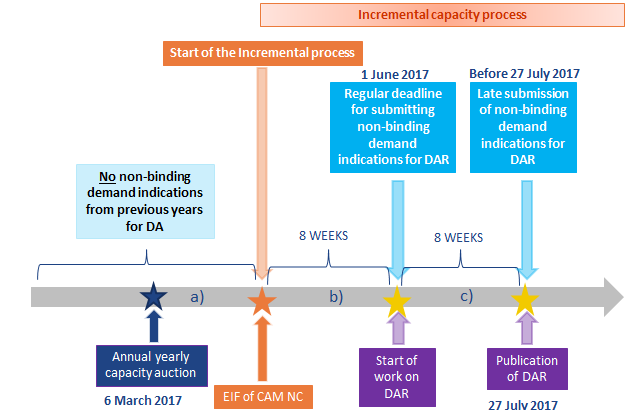 Incremental capacity process
Start of the Incremental process
1 June 2017
Before 27 July 2017
Regular deadline
for submitting
non-binding
demand
indications for DAR
Late submission
of non-binding
demand
indications for
DAR
No non-binding
demand indications
from previous years
for DA
8 WEEKS
8 WEEKS
a)
b)
c)
Annual yearly
capacity auction
6 March 2017
EIF of CAM NC
Start of
work on
DAR
Publication
of DAR
27 July 2017